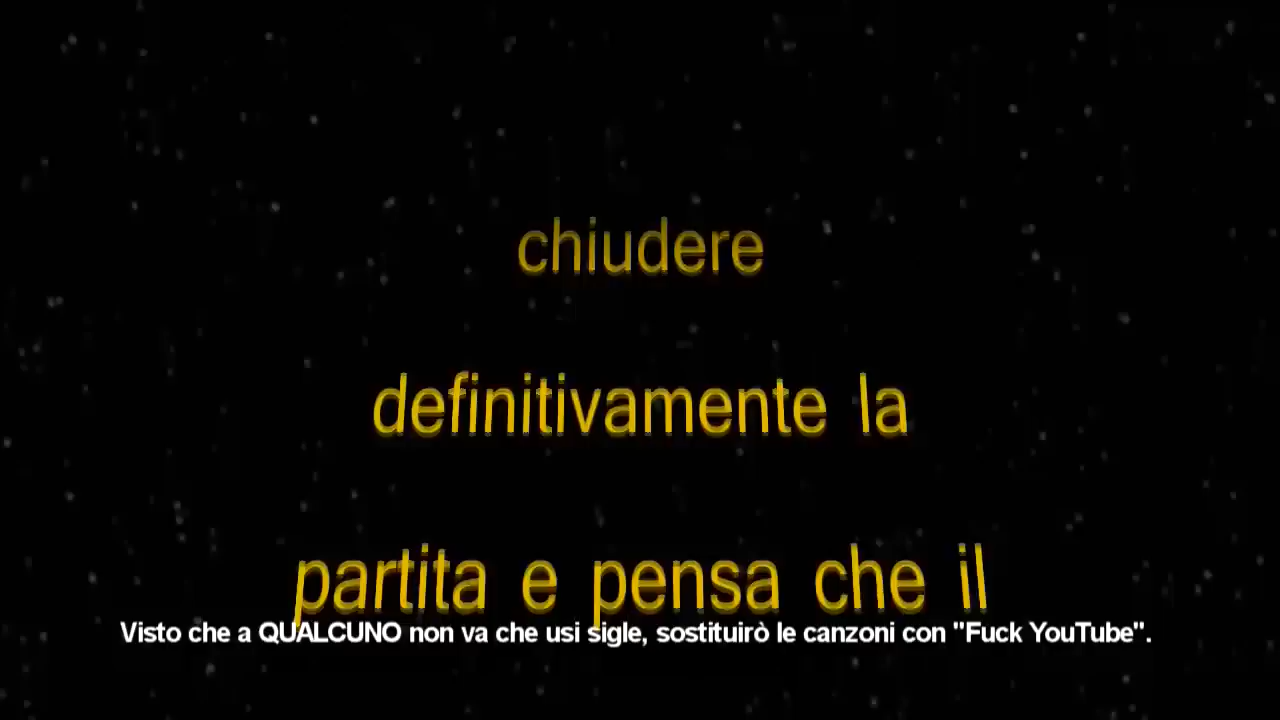 chiudere
definitivamente la
partita e pensa che il
Visto che a QUALCUNO non va che usi sigle, sostituirò le canzoni con "Fuck YouTube".